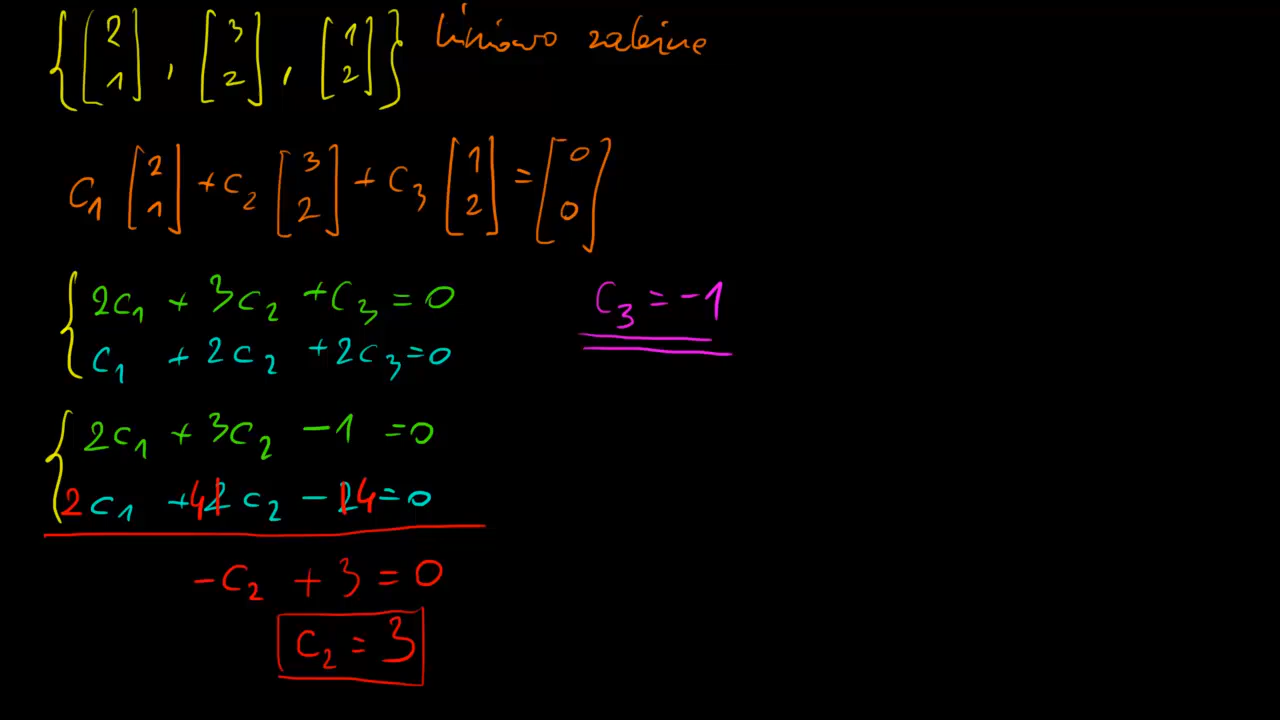 {[2 1], [3 2], [1 2]} liniowo zależne
C₁ [2 1] + C₂ [3 2] + C₃ [1 2] = [0 0]
2C₁ + 3C₂ + C₃ = 0
C₃ = -1
C₁ + 2C₂ + 2C₃ = 0
2C₁ + 3C₂ - 1 = 0
2C₁ + 4C₂ - 4 = 0
-C₂ + 3 = 0
C₂ = 3